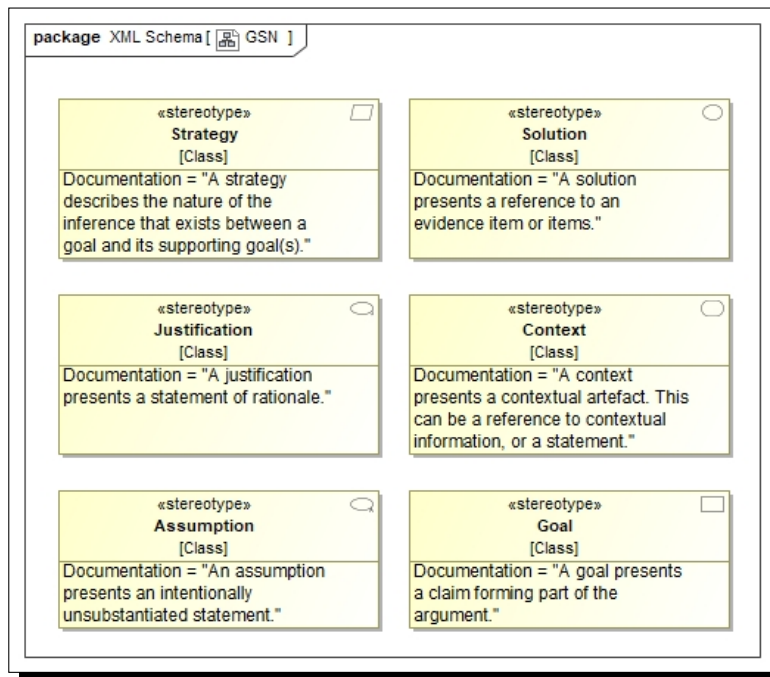 package XML Schema [ GSN ]
«stereotype»
Strategy
[Class]
Documentation = "A strategy
describes the nature of the
inference that exists between a
goal and its supporting goal(s)."
«stereotype»
Solution
[Class]
Documentation = "A solution
presents a reference to an
evidence item or items."
«stereotype»
Justification
[Class]
Documentation = "A justification
presents a statement of rationale."
«stereotype»
Context
[Class]
Documentation = "A context
presents a contextual artefact. This
can be a reference to contextual
information, or a statement."
«stereotype»
Assumption
[Class]
Documentation = "An assumption
presents an intentionally
unsubstantiated statement."
«stereotype»
Goal
[Class]
Documentation = "A goal presents
a claim forming part of the
argument."